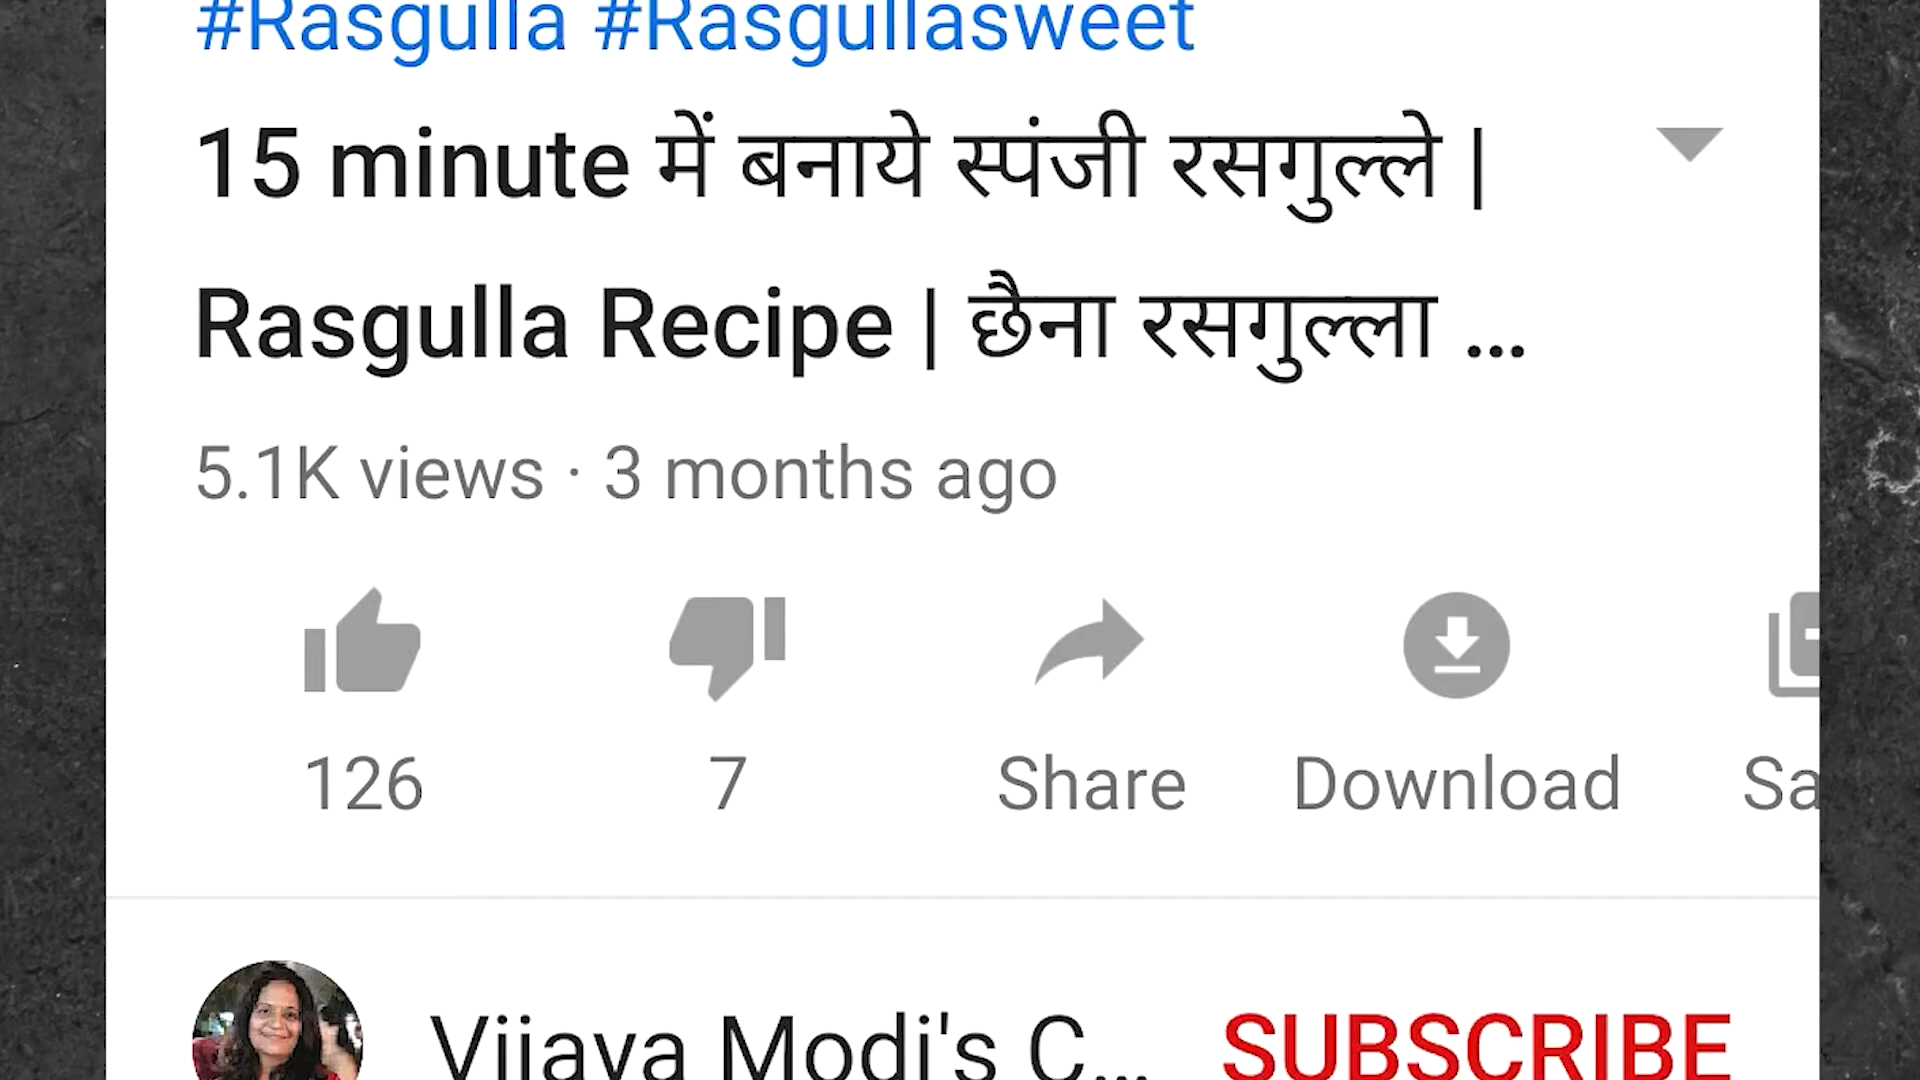 #Rasgulla #Rasgullasweet
15 minute में बनाये स्पंजी रसगुल्ले |
Rasgulla Recipe | छैना रसगुल्ला ...
5.1K views · 3 months ago
126 7 Share Download Sa
Vijaya Modi's C... SUBSCRIBE